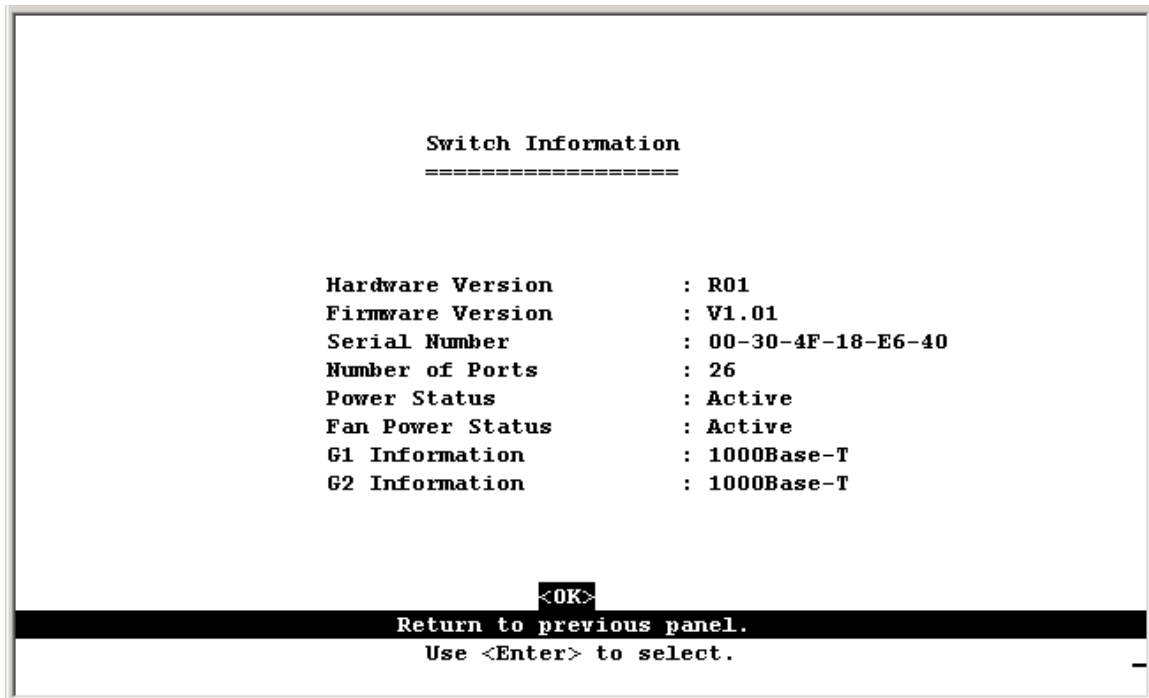 Switch Information
==================
Hardware Version : R01
Firmware Version : V1.01
Serial Number : 00-30-4F-18-E6-40
Number of Ports : 26
Power Status : Active
Fan Power Status : Active
G1 Information : 1000Base-T
G2 Information : 1000Base-T
<OK>
Return to previous panel.
Use <Enter> to select.